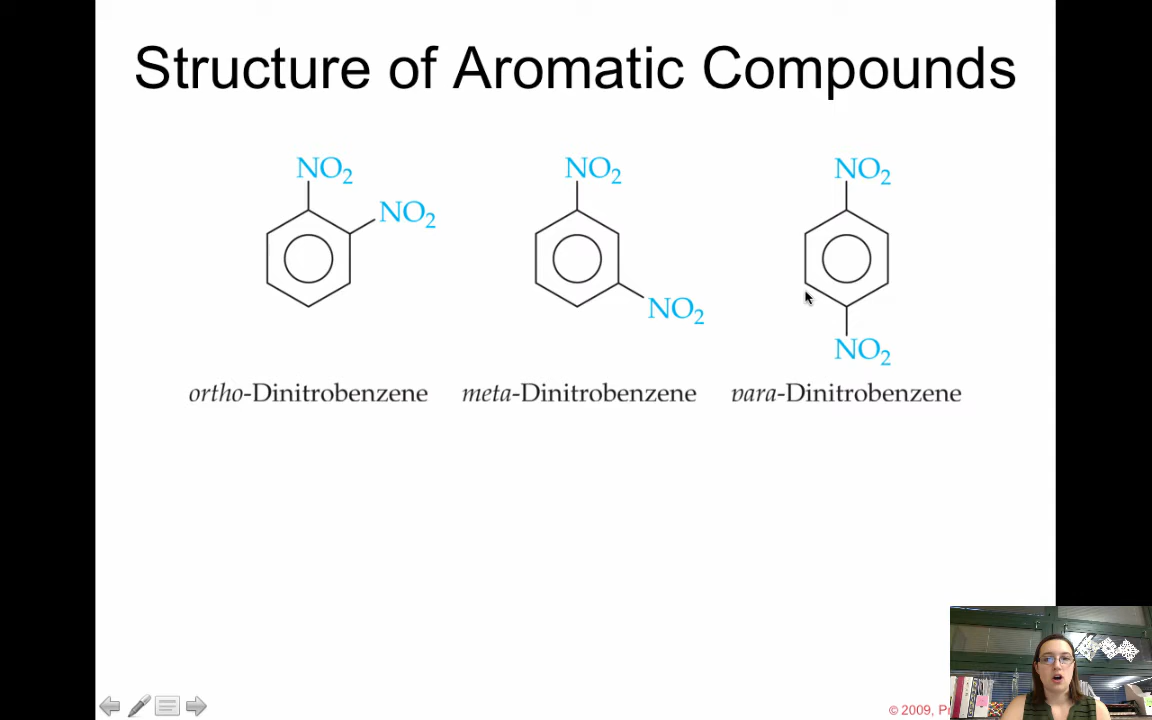 Structure of Aromatic Compounds
NO2
NO2
NO2
NO2
NO2
NO2
ortho-Dinitrobenzene
meta-Dinitrobenzene
para-Dinitrobenzene
© 2009,